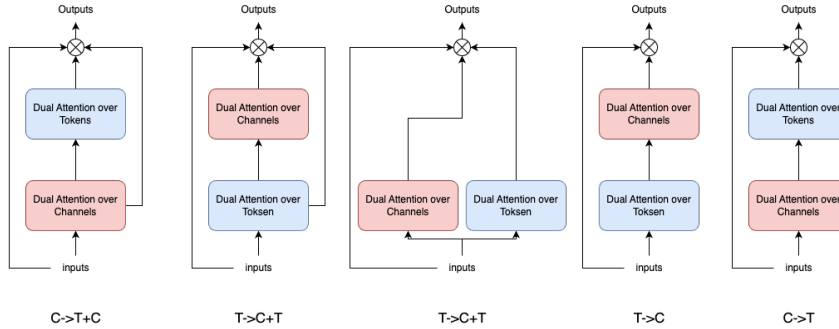 Outputs
Outputs
Outputs
Outputs
Outputs
Dual Attention over
Tokens
Dual Attention over
Channels
Dual Attention over
Channels
Dual Attention over
Tokens
Dual Attention over
Channels
Dual Attention over
Toksen
Dual Attention over
Channels
Dual Attention over
Toksen
Dual Attention over
Toksen
Dual Attention over
Channels
inputs
inputs
inputs
inputs
inputs
C->T+C
T->C+T
T->C+T
T->C
C->T